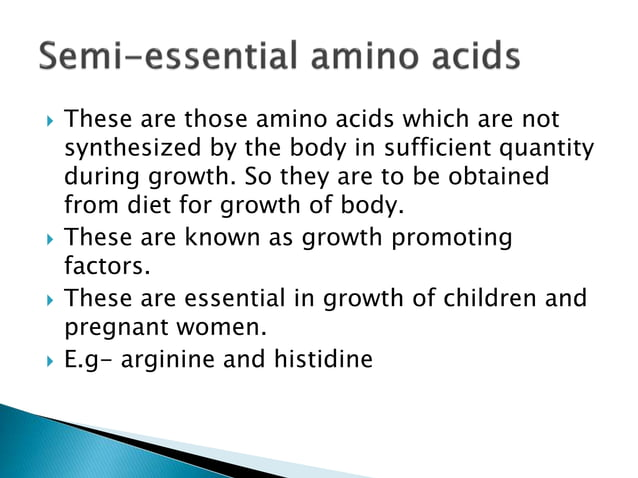 Semi-essential amino acids
These are those amino acids which are not
synthesized by the body in sufficient quantity
during growth. So they are to be obtained
from diet for growth of body.
These are known as growth promoting
factors.
These are essential in growth of children and
pregnant women.
E.g- arginine and histidine